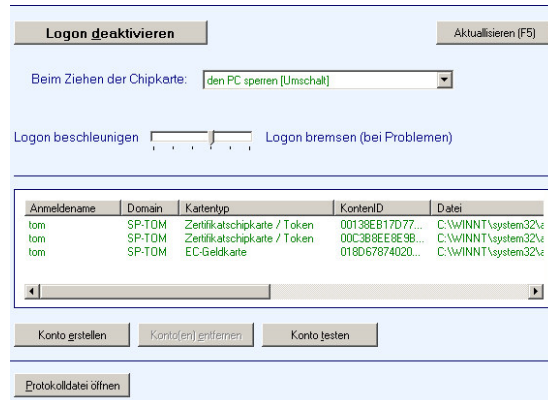 Logon deaktivieren
Aktuallisieren (F5)
Beim Ziehen der Chipkarte: den PC sperren [Umschalt]
Logon beschleunigen Logon bremsen (bei Problemen)
Anmeldename Domain Kartentyp KontenID Datei
tom SP-TOM Zertifikatschipkarte / Token 00138EB17D77... C:\WINNT\system32\a
tom SP-TOM Zertifikatschipkarte / Token 00C3B8EE8E9B... C:\WINNT\system32\a
tom SP-TOM EC-Geldkarte 018D67874020... C:\WINNT\system32\a
Konto erstellen Konto(en) entfernen Konto testen
Protokolldatei öffnen